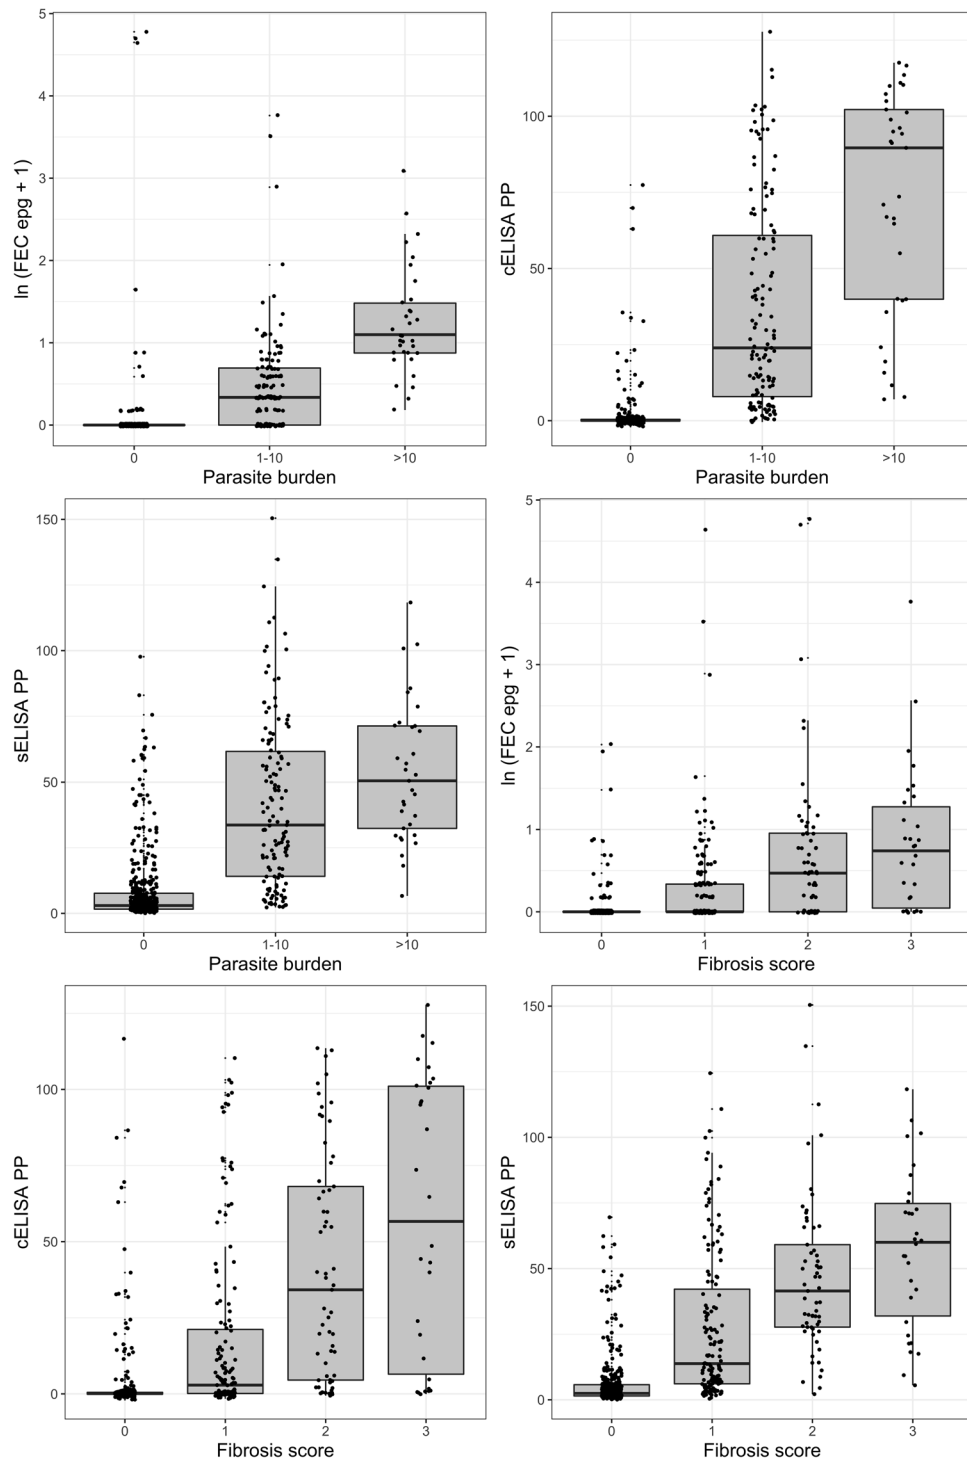 5
4
3
2
1
0
ln (FEC epg + 1)
0 1-10 >10
Parasite burden
100
50
0
cELISA PP
0 1-10 >10
Parasite burden
150
100
50
0
sELISA PP
0 1-10 >10
Parasite burden
5
4
3
2
1
0
ln (FEC epg + 1)
0 1 2 3
Fibrosis score
100
50
0
cELISA PP
0 1 2 3
Fibrosis score
150
100
50
0
sELISA PP
0 1 2 3
Fibrosis score